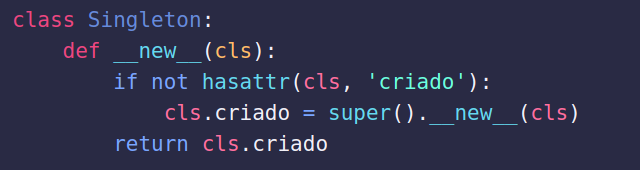 class Singleton:
    def __new__(cls):
        if not hasattr(cls, 'criado'):
            cls.criado = super().__new__(cls)
        return cls.criado